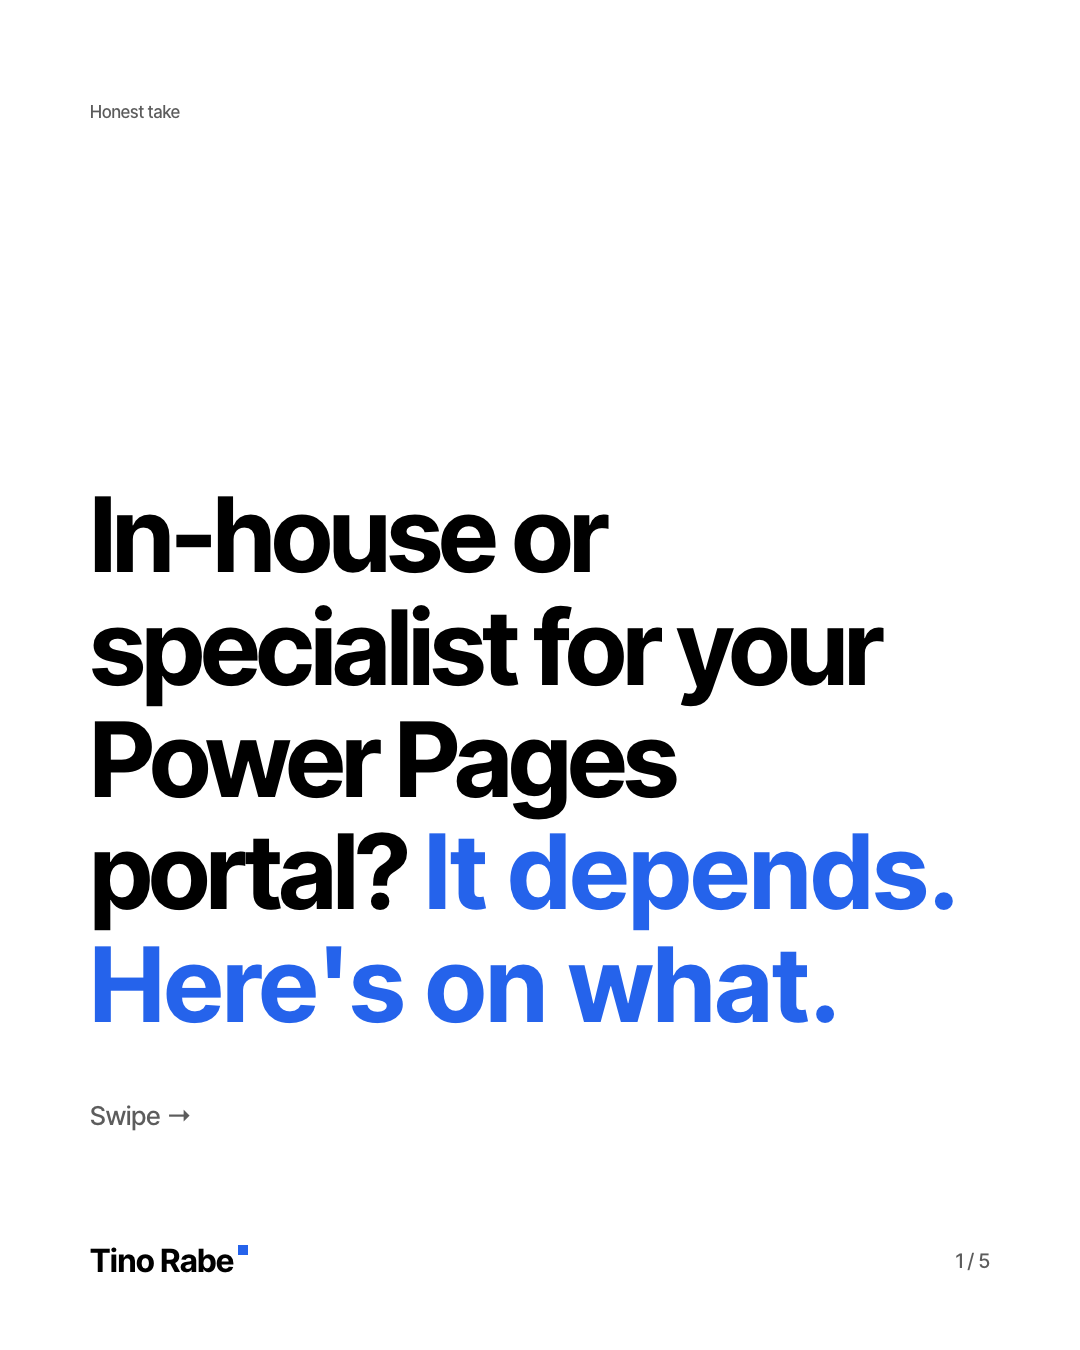 Honest take
In-house or
specialist for your
Power Pages
portal? It depends.
Here's on what.
Swipe →
Tino Rabe
1 / 5